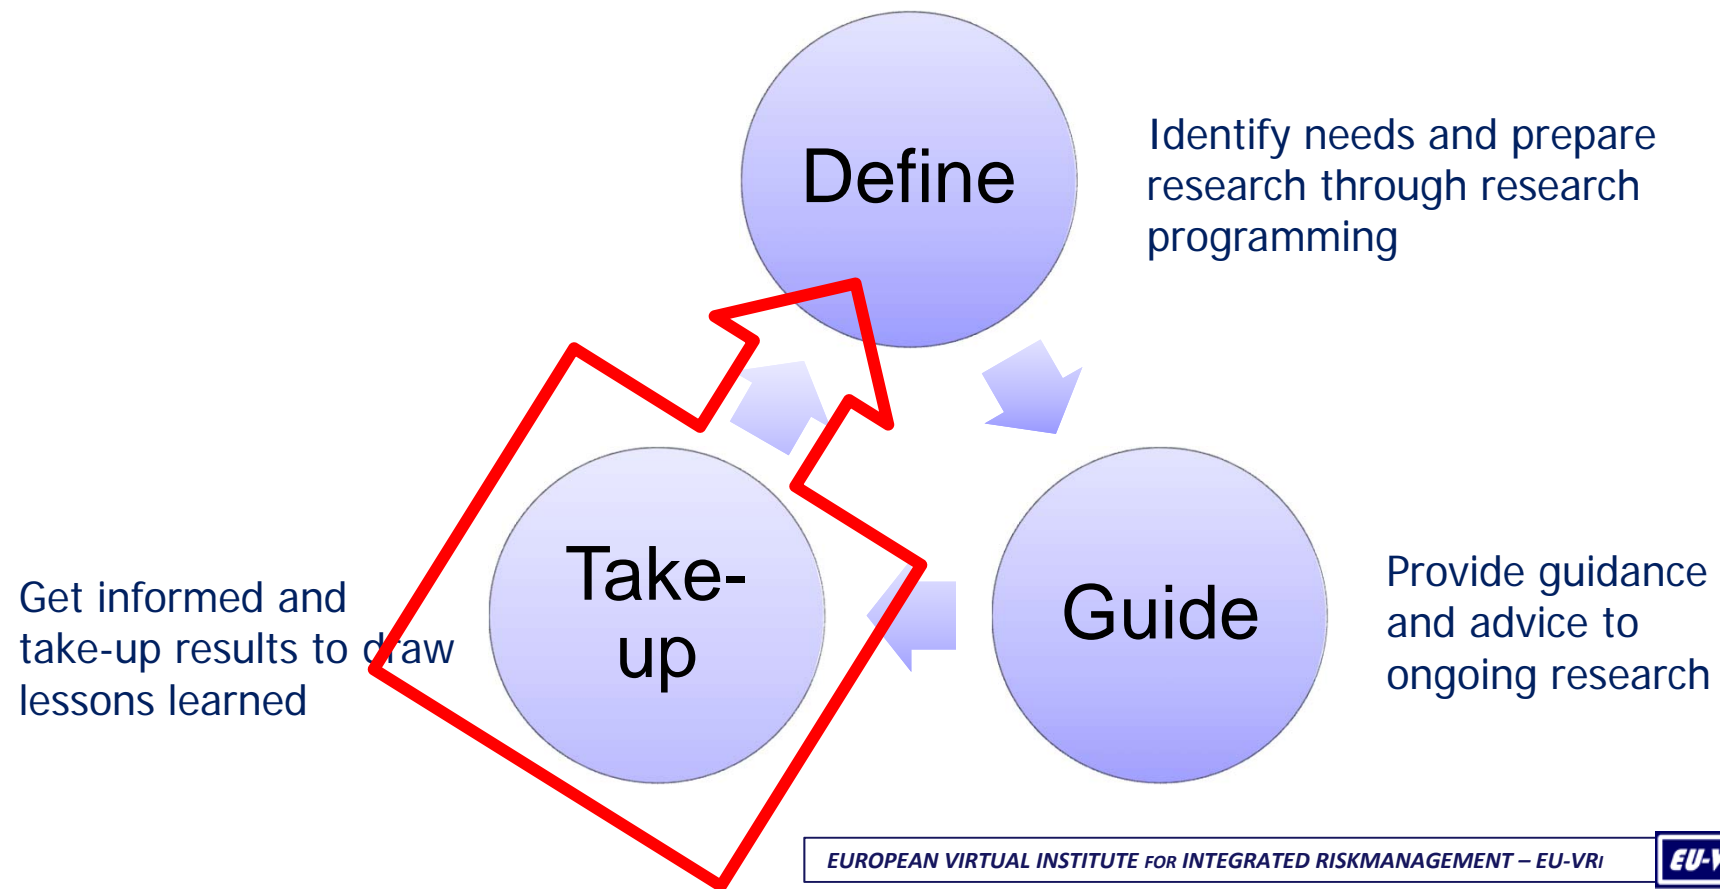 Define
Identify needs and prepare
research through research
programming
Take-
up
Get informed and
take-up results to draw
lessons learned
Guide
Provide guidance
and advice to
ongoing research
EUROPEAN VIRTUAL INSTITUTE FOR INTEGRATED RISKMANAGEMENT – EU-VRI